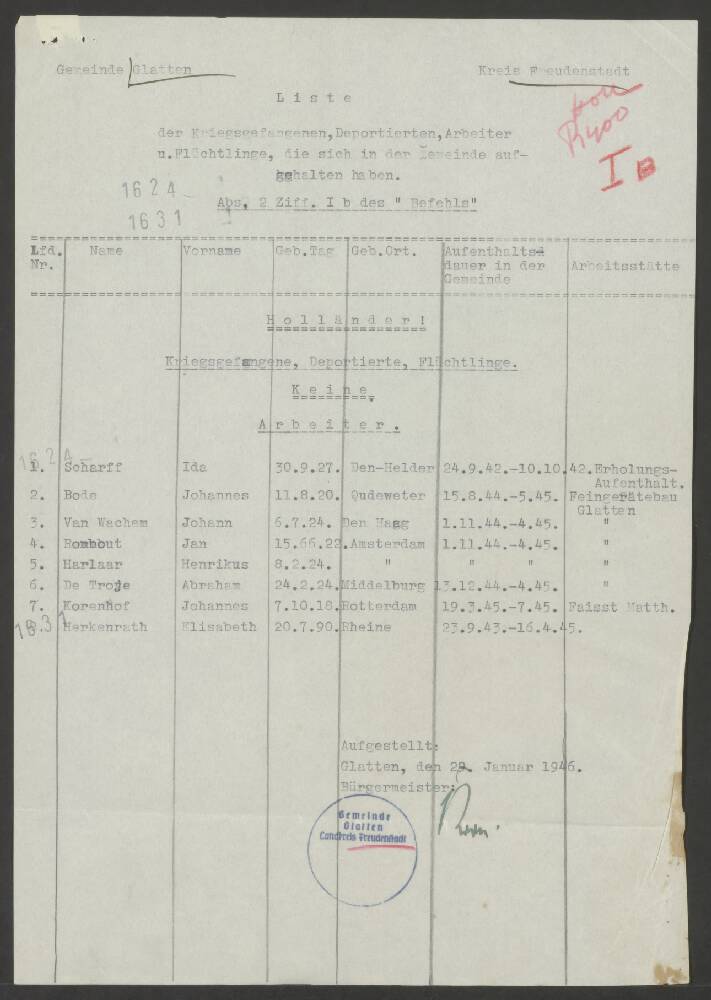 Gemeinde Glatten Kreis Freudenstadt
Liste
der Kriegsgefangenen, Deportierten, Arbeiter
u. Flüchtlinge, die sich in der Gemeinde auf-
gehalten haben.
1624
Abs. 2 Ziff. I b des " Befehls"
1631 1
I B
Lfd. Nr. Name Vorname Geb.Tag Geb.Ort. Aufenthalts- dauer in der Gemeinde Arbeitsstätte
Holländer!
Kriegsgefangene, Deportierte, Flüchtlinge.
Keine.
Arbeiter.
1624
1. Scharff Ida 30.9.27. Den-Helder 24.9.42.-10.10.42. Erholungs-
Aufenthalt.
2. Bode Johannes 11.8.20. Oudeweter 15.8.44.-5.45. Feingerätebau
Glatten
3. Van Wachem Johann 6.7.24. Den Haag 1.11.44.-4.45. "
4. Rombout Jan 15.66.22. Amsterdam 1.11.44.-4.45. "
5. Harlaar Henrikus 8.2.24. " " " "
6. De Troje Abraham 24.2.24. Middelburg 13.12.44.-4.45. "
7. Korenhof Johannes 7.10.18. Rotterdam 19.3.45.-7.45. Faisst Matth.
8. Herkenrath Elisabeth 20.7.90. Rheine 23.9.43.-16.4.45.
Aufgestellt:
Glatten, den 29. Januar 1946.
Bürgermeister:
Gemeinde
Glatten
Landkreis Freudenstadt